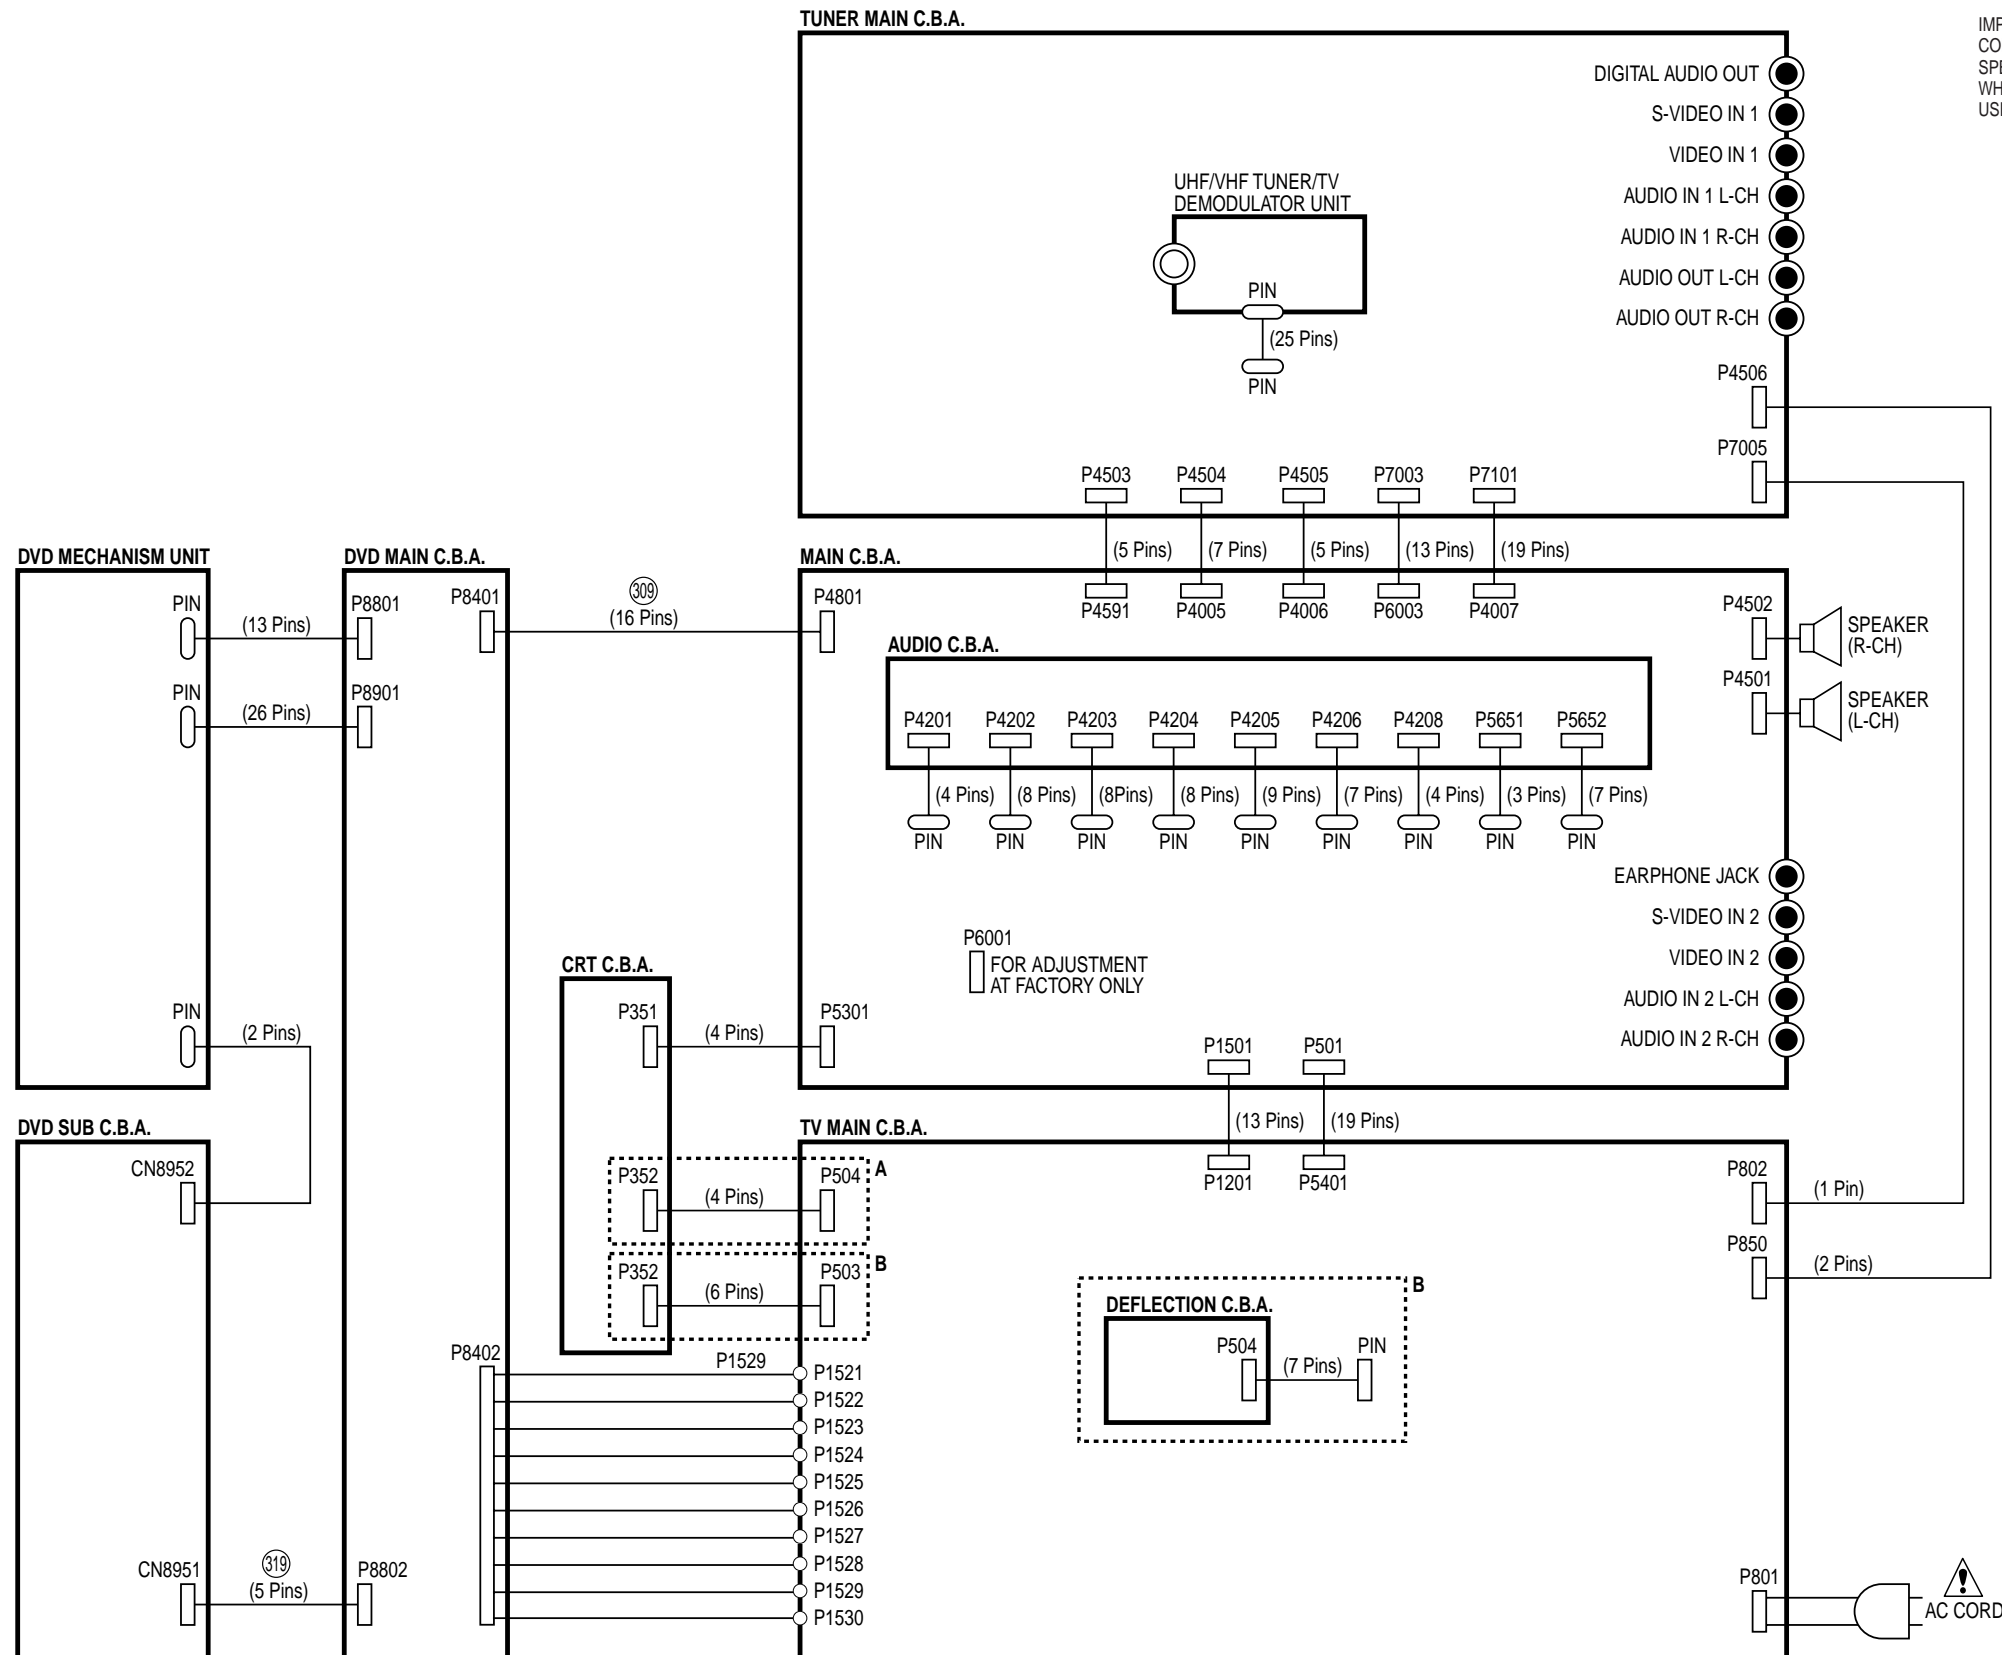 TUNER MAIN C.B.A.
DIGITAL AUDIO OUT
S-VIDEO IN 1
VIDEO IN 1
AUDIO IN 1 L-CH
AUDIO IN 1 R-CH
AUDIO OUT L-CH
AUDIO OUT R-CH
UHF/VHF TUNER/TV
DEMODULATOR UNIT
PIN
(25 Pins)
PIN
P4506
P7005
P4503 P4504 P4505 P7003 P7101
(5 Pins) (7 Pins) (5 Pins) (13 Pins) (19 Pins)
DVD MECHANISM UNIT
PIN
(13 Pins)
PIN
(26 Pins)
PIN
(2 Pins)
DVD MAIN C.B.A.
P8801
P8901
P8401
309
(16 Pins)
MAIN C.B.A.
P4801
P4591 P4005 P4006 P6003 P4007
P4502
SPEAKER
(R-CH)
P4501
SPEAKER
(L-CH)
AUDIO C.B.A.
P4201 P4202 P4203 P4204 P4205 P4206 P4208 P5651 P5652
(4 Pins) (8 Pins) (8Pins) (8 Pins) (9 Pins) (7 Pins) (4 Pins) (3 Pins) (7 Pins)
PIN PIN PIN PIN PIN PIN PIN PIN PIN
EARPHONE JACK
S-VIDEO IN 2
VIDEO IN 2
AUDIO IN 2 L-CH
AUDIO IN 2 R-CH
P6001
FOR ADJUSTMENT
AT FACTORY ONLY
CRT C.B.A.
P351
(4 Pins)
P5301
P1501 P501
(13 Pins) (19 Pins)
DVD SUB C.B.A.
CN8952
TV MAIN C.B.A.
P1201 P5401
P352
(4 Pins)
P504
A
P352
(6 Pins)
P503
B
P802
(1 Pin)
P850
(2 Pins)
B
DEFLECTION C.B.A.
P504
(7 Pins)
PIN
P8402
P1529
P1521
P1522
P1523
P1524
P1525
P1526
P1527
P1528
P1529
P1530
CN8951
319
(5 Pins)
P8802
P801
AC CORD